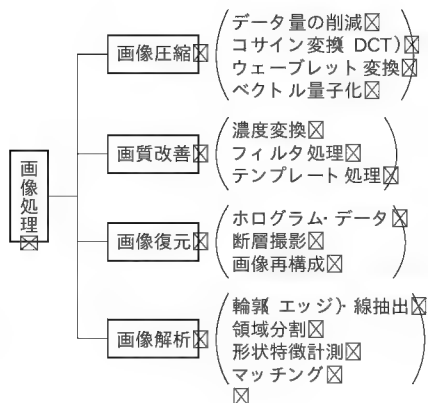 画像処理
画像圧縮
データ量の削減
コサイン変換(DCT)
ウェーブレット変換
ベクトル量子化
画質改善
濃度変換
フィルタ処理
テンプレート処理
画像復元
ホログラム・データ
断層撮影
画像再構成
画像解析
輪郭(エッジ)・線抽出
領域分割
形状特徴計測
マッチング